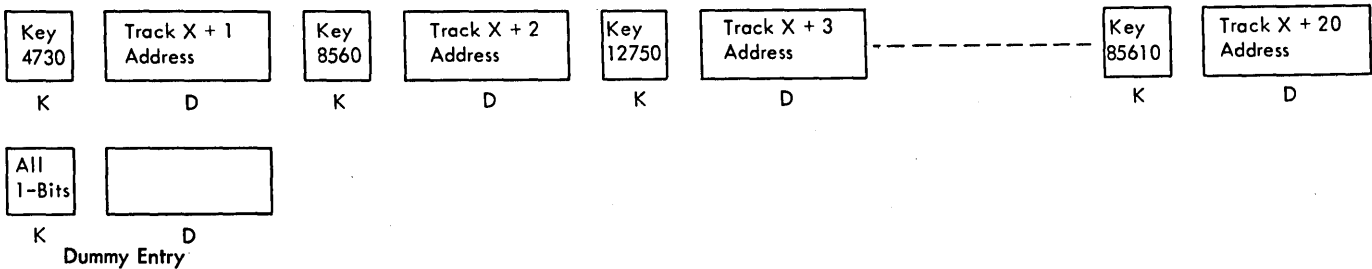 Key
4730
Track X + 1
Address
Key
8560
Track X + 2
Address
Key
12750
Track X + 3
Address
Key
85610
Track X + 20
Address
K
D
K
D
K
D
K
D
All
1-Bits
K
D
Dummy Entry